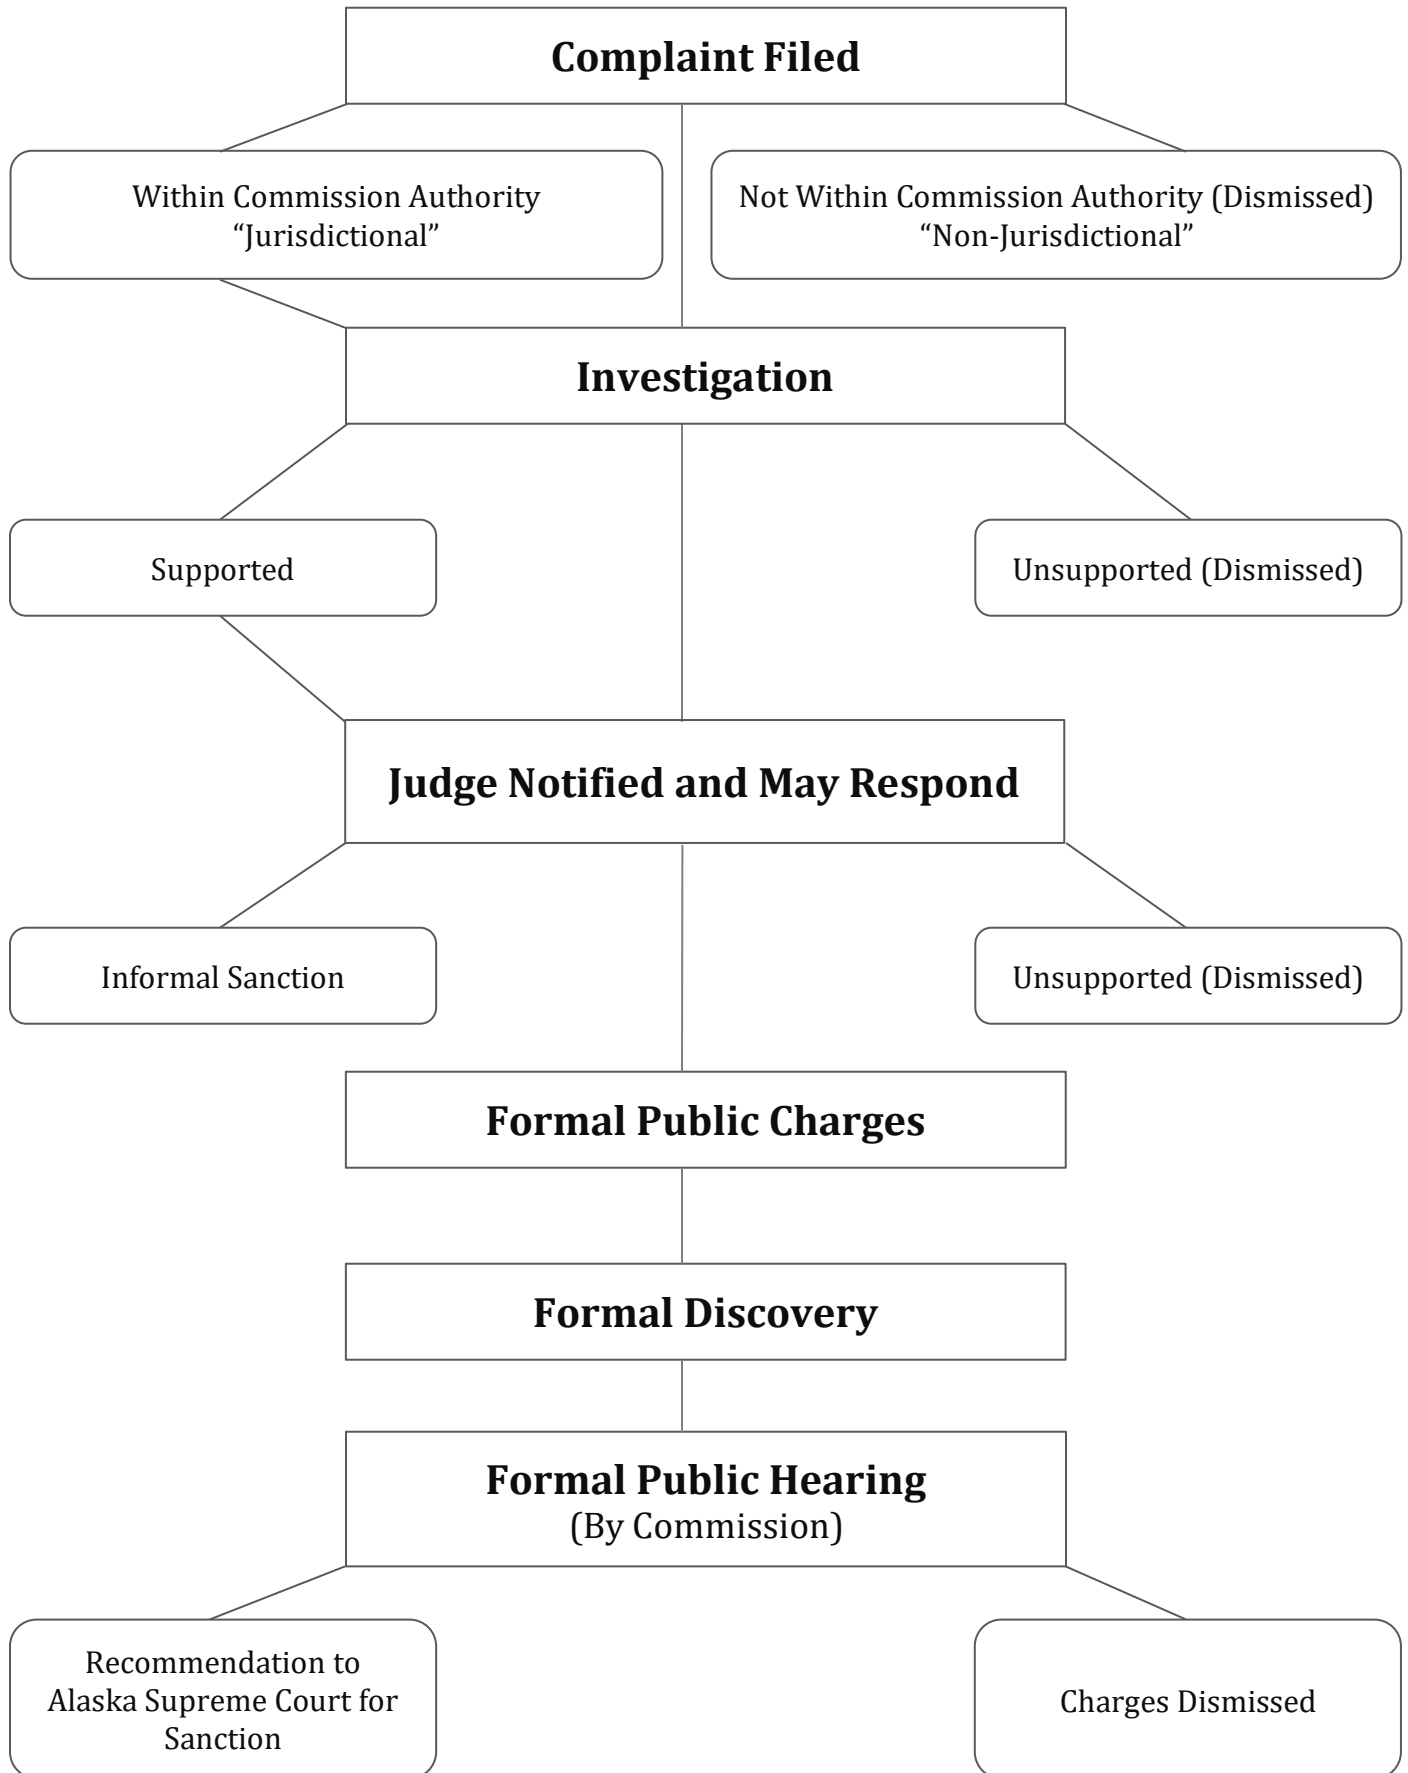 Complaint Filed
Within Commission Authority
“Jurisdictional”
Not Within Commission Authority (Dismissed)
“Non-Jurisdictional”
Investigation
Supported
Unsupported (Dismissed)
Judge Notified and May Respond
Informal Sanction
Unsupported (Dismissed)
Formal Public Charges
Formal Discovery
Formal Public Hearing
(By Commission)
Recommendation to
Alaska Supreme Court for
Sanction
Charges Dismissed